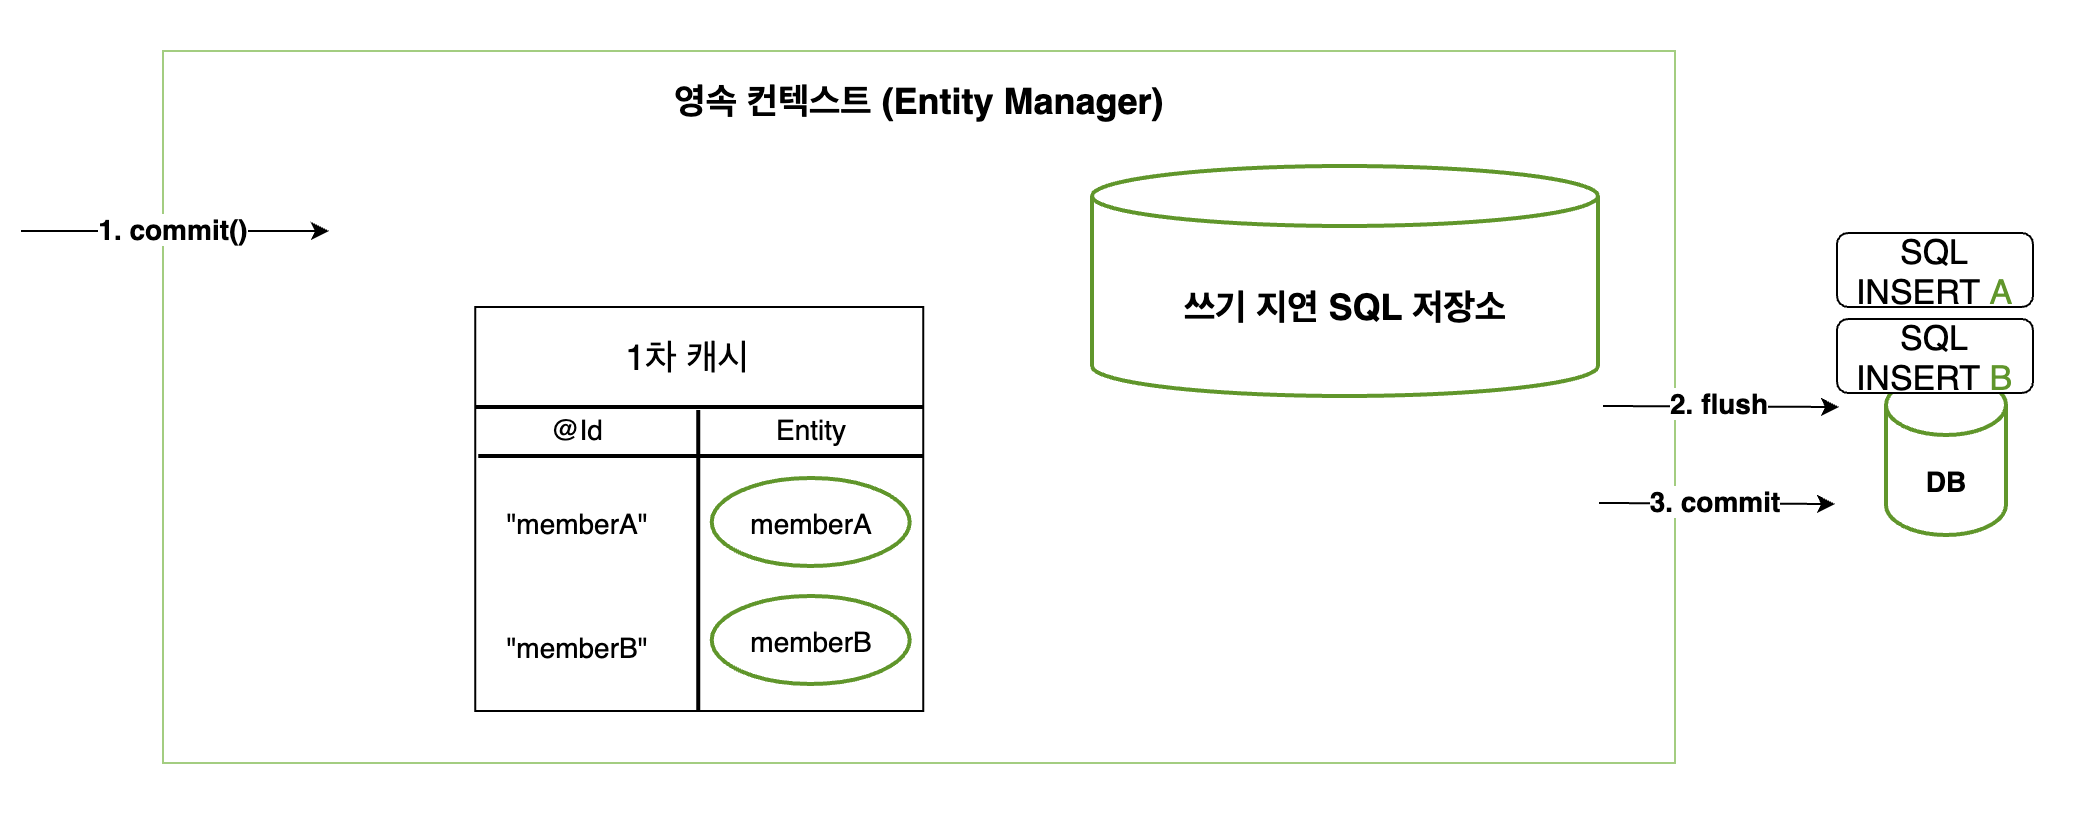 영속 컨텍스트 (Entity Manager)
1. commit()
쓰기 지연 SQL 저장소
SQL
INSERT A
SQL
INSERT B
1차 캐시
@Id
Entity
2. flush
DB
3. commit
"memberA"
memberA
"memberB"
memberB